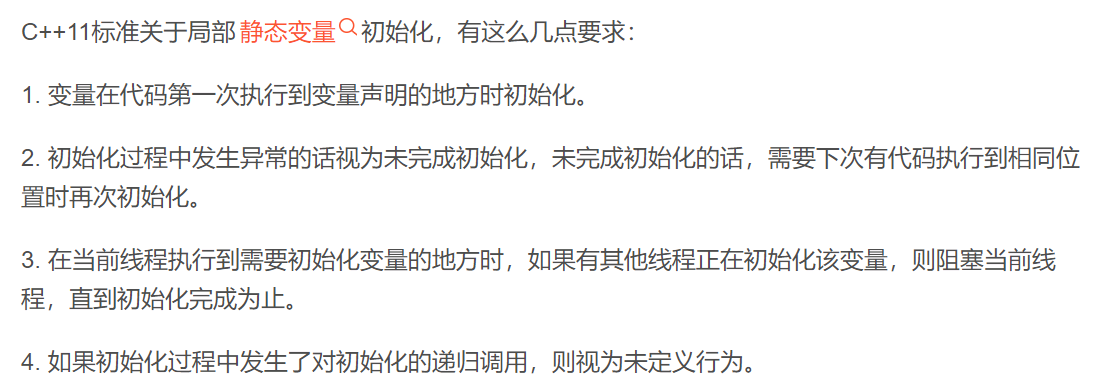 C++11标准关于局部静态变量初始化，有这么几点要求：
1. 变量在代码第一次执行到变量声明的地方时初始化。
2. 初始化过程中发生异常的话视为未完成初始化，未完成初始化的话，需要下次有代码执行到相同位
置时再次初始化。
3. 在当前线程执行到需要初始化变量的地方时，如果有其他线程正在初始化该变量，则阻塞当前线
程，直到初始化完成为止。
4. 如果初始化过程中发生了对初始化的递归调用，则视为未定义行为。